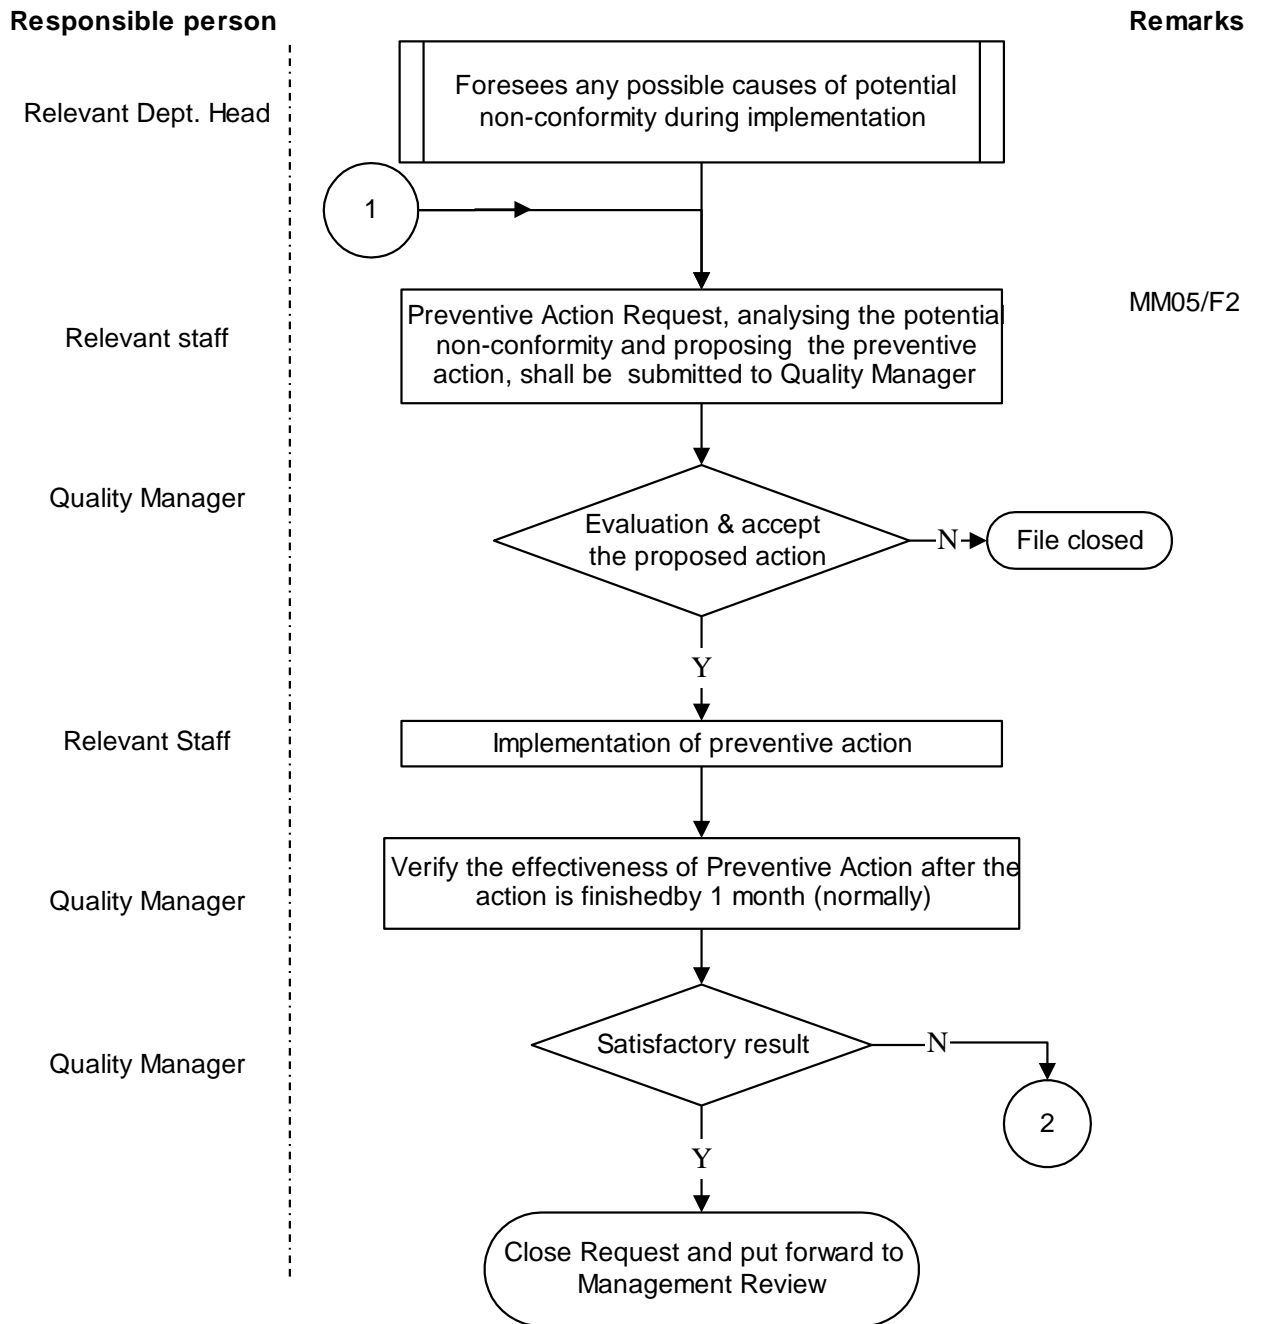 Responsible person
Remarks
Relevant Dept. Head
Foresees any possible causes of potential
non-conformity during implementation
1
MM05/F2
Relevant staff
Preventive Action Request, analysing the potential
non-conformity and proposing the preventive
action, shall be submitted to Quality Manager
Quality Manager
Evaluation & accept
the proposed action
N
File closed
Y
Relevant Staff
Implementation of preventive action
Quality Manager
Verify the effectiveness of Preventive Action after the
action is finishedby 1 month (normally)
Quality Manager
Satisfactory result
N
2
Y
Close Request and put forward to
Management Review